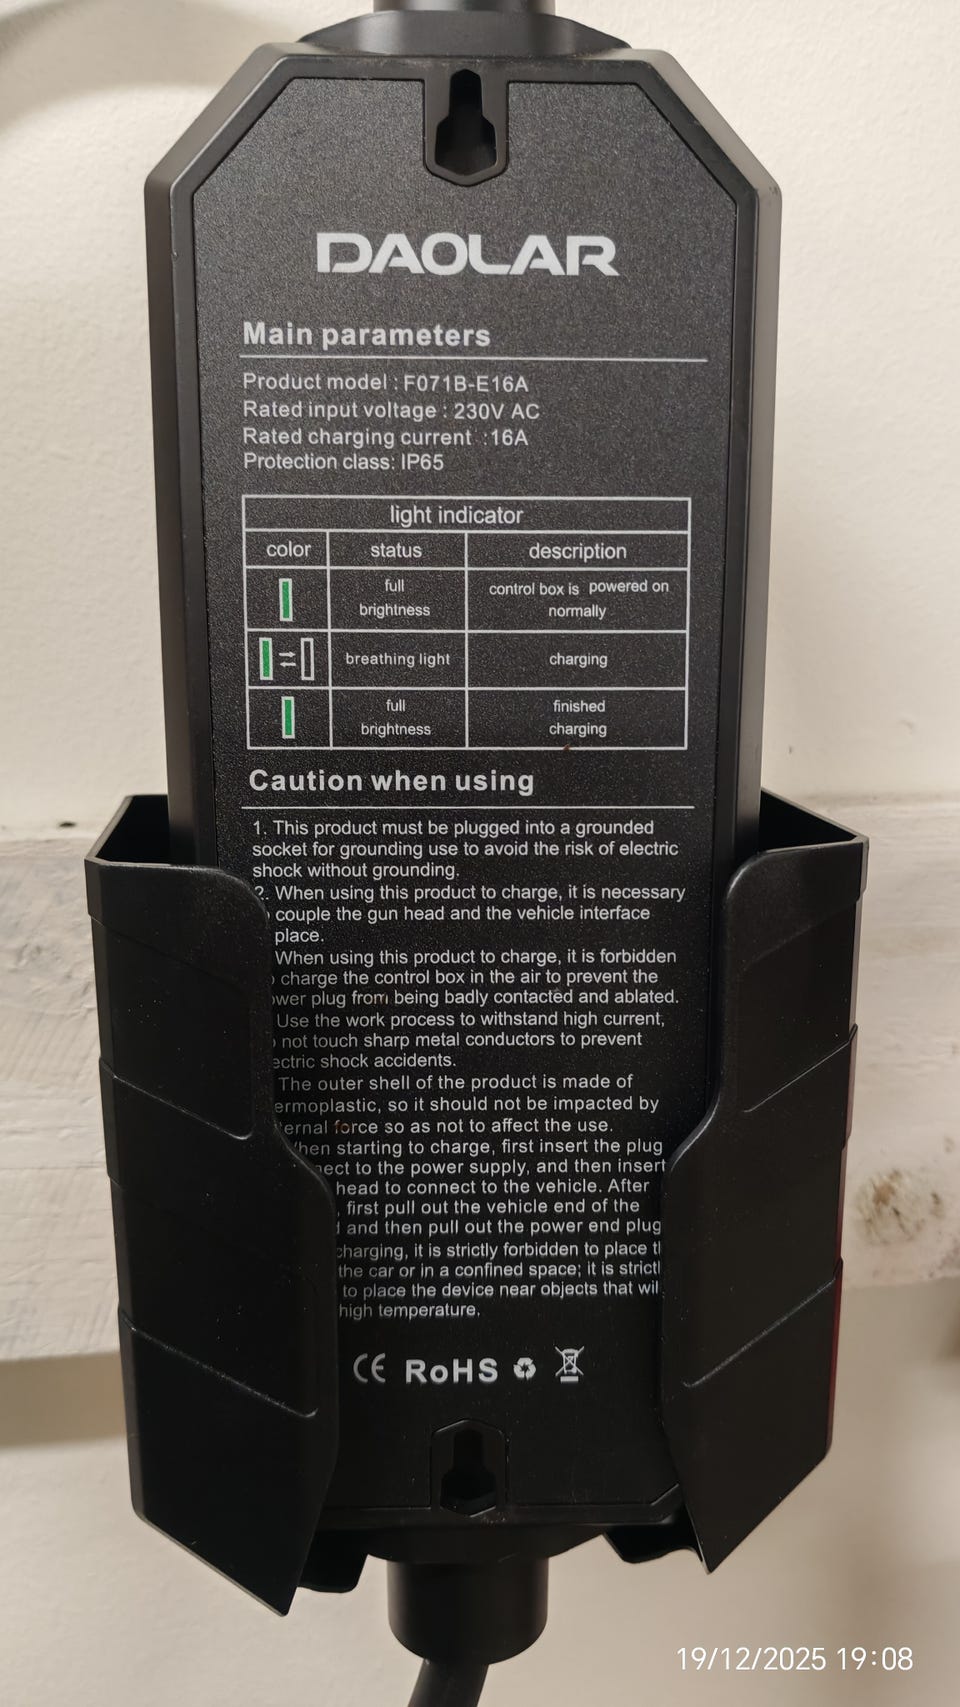 DAOLAR
Main parameters
Product model : F071B-E16A
Rated input voltage : 230V AC
Rated charging current :16A
Protection class: IP65
light indicator
color status description
full brightness control box is powered on normally
breathing light charging
full brightness finished charging
Caution when using
1. This product must be plugged into a grounded
socket for grounding use to avoid the risk of electric
shock without grounding.
2. When using this product to charge, it is necessary
couple the gun head and the vehicle interface
place.
When using this product to charge, it is forbidden
charge the control box in the air to prevent the
plug from being badly contacted and ablated.
Use the work process to withstand high current,
not touch sharp metal conductors to prevent
shock accidents.
The outer shell of the product is made of
so it should not be impacted by
force so as not to affect the use.
starting to charge, first insert the plug
to the power supply, and then insert
head to connect to the vehicle. After
, first pull out the vehicle end of the
and then pull out the power end plug
charging, it is strictly forbidden to place
the car or in a confined space; it is
to place the device near objects that
high temperature.
CE RoHS
19/12/2025 19:08